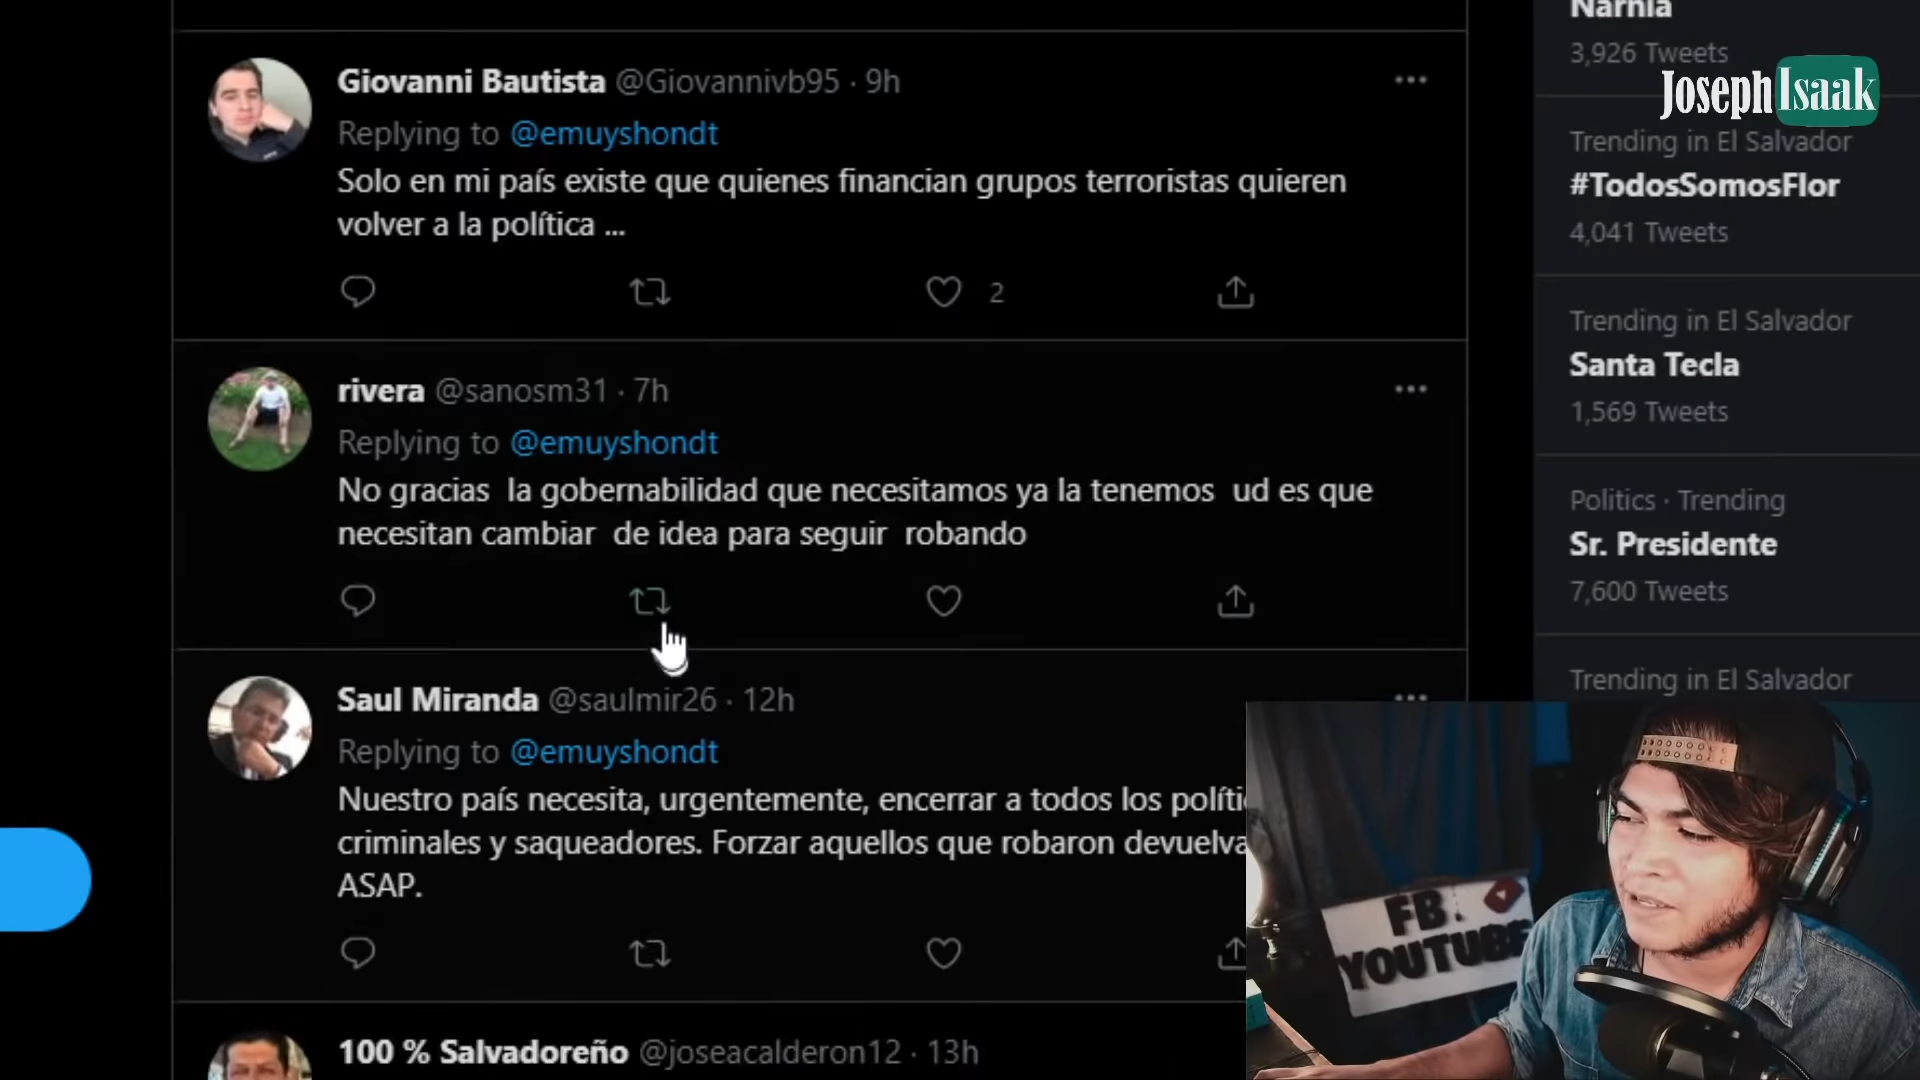 Giovanni Bautista @Giovannivb95 · 9h
Replying to @emuyshondt
Solo en mi país existe que quienes financian grupos terroristas quieren
volver a la política ...
2
rivera @sanosm31 · 7h
Replying to @emuyshondt
No gracias la gobernabilidad que necesitamos ya la tenemos ud es que
necesitan cambiar de idea para seguir robando
Saul Miranda @saulmir26 · 12h
Replying to @emuyshondt
Nuestro país necesita, urgentemente, encerrar a todos los
criminales y saqueadores. Forzar aquellos que robaron
ASAP.
100 % Salvadoreño @joseacalderon12 · 13h
Narnia
3,926 Tweets
JosephIsaak
Trending in El Salvador
#TodosSomosFlor
4,041 Tweets
Trending in El Salvador
Santa Tecla
1,569 Tweets
Politics · Trending
Sr. Presidente
7,600 Tweets
Trending in El Salvador
FB.
YOUTUBE